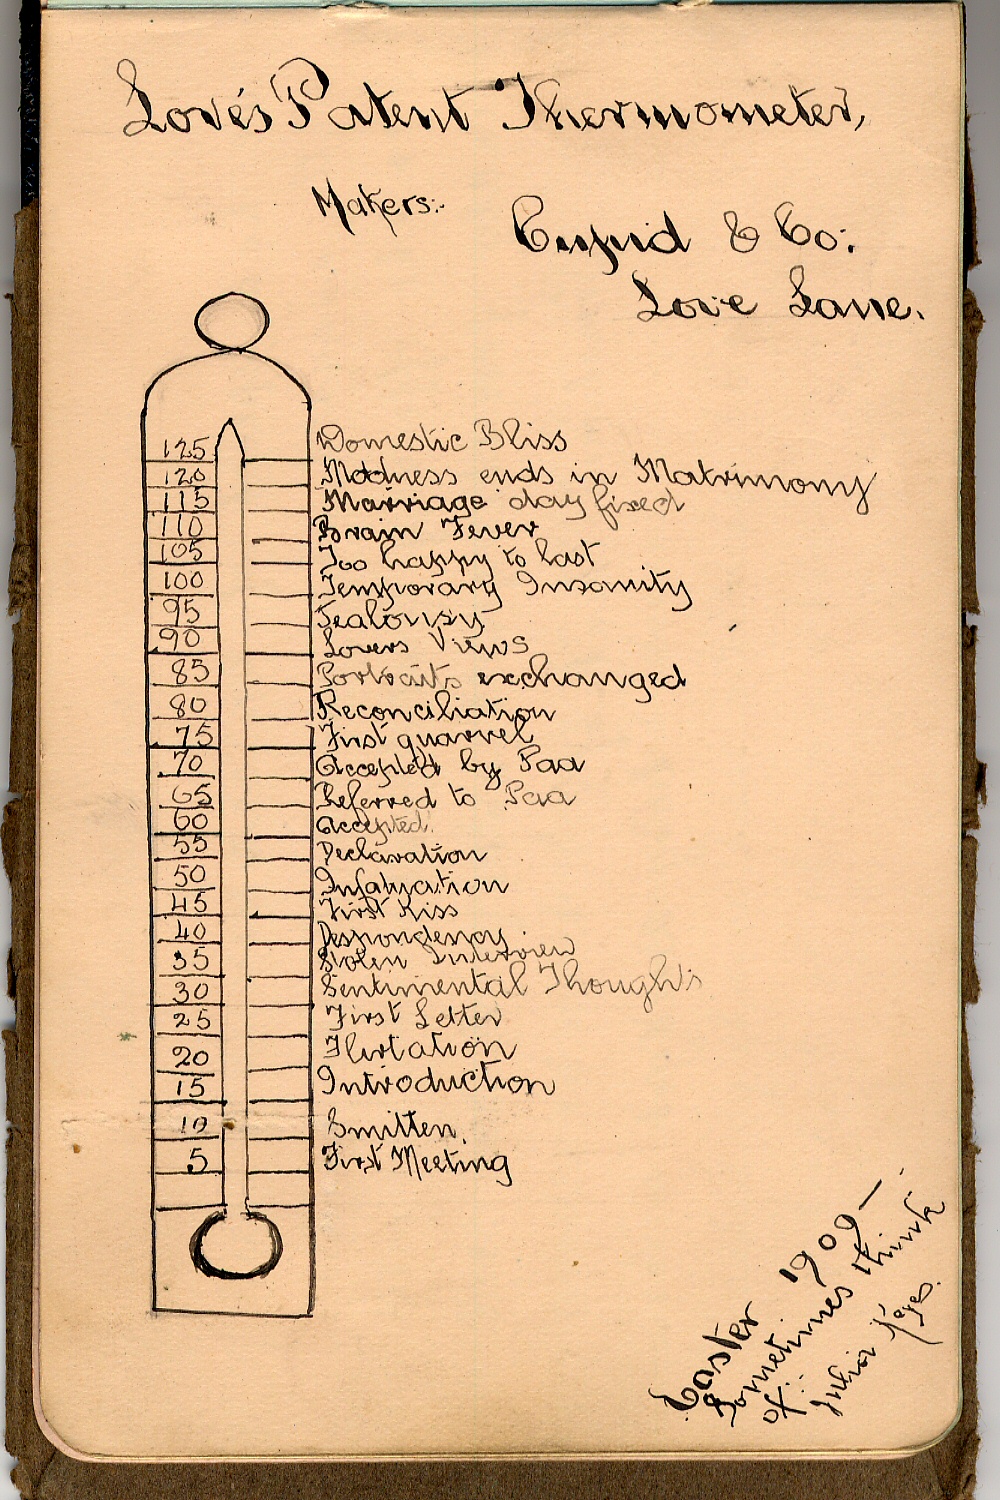 Love's Patent Thermometer,
Makers:-
Cupid & Co:
Love Lane.
125 Domestic Bliss
120 Madness ends in Matrimony
115 Marriage day fixed
110 Brain Fever
105 Too happy to last
100 Temporary Insanity
95 Jealousy
90 Lovers Views
85 Portraits exchanged
80 Reconciliation
75 First quarrel
70 Accepted by Paa
65 Referred to Paa
60 Accepted.
55 Declaration
50 Infatuation
45 First Kiss
40 Despondency
35 Stolen Interview
30 Sentimental Thoughts
25 First Letter
20 Flirtation
15 Introduction
10 Smitten.
5 First Meeting
Easter 1909—
Sometimes think
of: